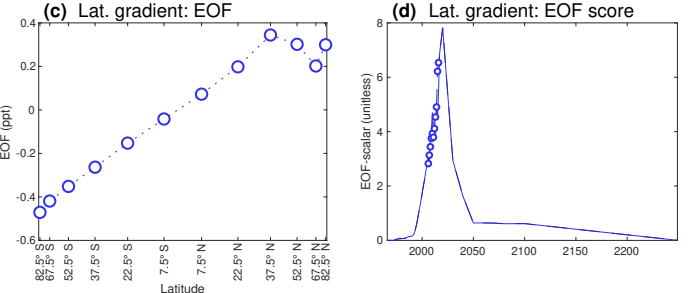 (c) Lat. gradient: EOF
0.4
0.2
0
-0.2
-0.4
-0.6
EOF (ppt)
82.5° S
67.5° S
52.5° S
37.5° S
22.5° S
7.5° S
7.5° N
22.5° N
37.5° N
52.5° N
67.5° N
82.5° N
Latitude
(d) Lat. gradient: EOF score
8
6
4
2
0
EOF-scalar (unitless)
2000
2050
2100
2150
2200